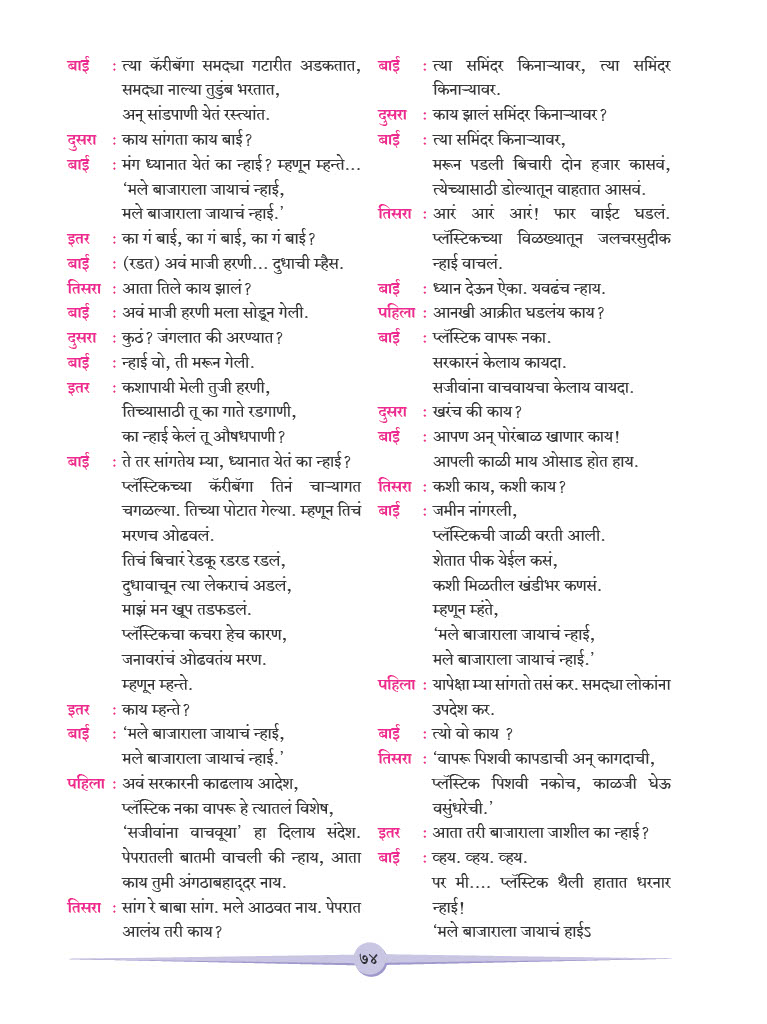 बाई : त्या कॅरीबॅगा समद्या गटारीत अडकतात,
समद्या नाल्या तुडुंब भरतात,
अन् सांडपाणी येतं रस्त्यांत.
दुसरा : काय सांगता काय बाई?
बाई : मंग ध्यानात येतं का न्हाई? म्हणून म्हन्ते...
‘मले बाजाराला जायाचं न्हाई,
मले बाजाराला जायाचं न्हाई.’
इतर : का गं बाई, का गं बाई, का गं बाई?
बाई : (रडत) अवं माजी हरणी... दुधाची म्हैस.
तिसरा : आता तिले काय झालं?
बाई : अवं माजी हरणी मला सोडून गेली.
दुसरा : कुठं? जंगलात की अरण्यात?
बाई : न्हाई वो, ती मरून गेली.
इतर : कशापायी मेली तुजी हरणी,
तिच्यासाठी तू का गाते रडगाणी,
का न्हाई केलं तू औषधपाणी?
बाई : ते तर सांगतेय म्या, ध्यानात येतं का न्हाई?
प्लॅस्टिकच्या कॅरीबॅगा तिनं चाऱ्यागत
चगळल्या. तिच्या पोटात गेल्या. म्हणून तिचं
मरणच ओढवलं.
तिचं बिचारं रेडकू रडरड रडलं,
दुधावाचून त्या लेकराचं अडलं,
माझं मन खूप तडफडलं.
प्लॅस्टिकचा कचरा हेच कारण,
जनावरांचं ओढवतंय मरण.
म्हणून म्हन्ते.
इतर : काय म्हन्ते?
बाई : ‘मले बाजाराला जायाचं न्हाई,
मले बाजाराला जायाचं न्हाई.’
पहिला : अवं सरकारनी काढलाय आदेश,
प्लॅस्टिक नका वापरू हे त्यातलं विशेष,
‘सजीवांना वाचवूया’ हा दिलाय संदेश.
पेपरातली बातमी वाचली की न्हाय, आता
काय तुमी अंगठाबहाद्दर नाय.
तिसरा : सांग रे बाबा सांग. मले आठवत नाय. पेपरात
आलंय तरी काय?
बाई : त्या समिंदर किनाऱ्यावर, त्या समिंदर
किनाऱ्यावर.
दुसरा : काय झालं समिंदर किनाऱ्यावर?
बाई : त्या समिंदर किनाऱ्यावर,
मरून पडली बिचारी दोन हजार कासवं,
त्येच्यासाठी डोल्यातून वाहतात आसवं.
तिसरा : आरं आरं आरं! फार वाईट घडलं.
प्लॅस्टिकच्या विळख्यातून जलचरसुदीक
न्हाई वाचलं.
बाई : ध्यान देऊन ऐका. यवढंच न्हाय.
पहिला : आनखी आक्रीत घडलंय काय?
बाई : प्लॅस्टिक वापरू नका.
सरकारनं केलाय कायदा.
सजीवांना वाचवायचा केलाय वायदा.
दुसरा : खरंच की काय?
बाई : आपण अन् पोरंबाळ खाणार काय!
आपली काळी माय ओसाड होत हाय.
तिसरा : कशी काय, कशी काय?
बाई : जमीन नांगरली,
प्लॅस्टिकची जाळी वरती आली.
शेतात पीक येईल कसं,
कशी मिळतील खंडीभर कणसं.
म्हणून म्हंते,
‘मले बाजाराला जायाचं न्हाई,
मले बाजाराला जायाचं न्हाई.’
पहिला : यापेक्षा म्या सांगतो तसं कर. समद्या लोकांना
उपदेश कर.
बाई : त्यो वो काय ?
तिसरा : ‘वापरू पिशवी कापडाची अन् कागदाची,
प्लॅस्टिक पिशवी नकोच, काळजी घेऊ
वसुंधरेची.’
इतर : आता तरी बाजाराला जाशील का न्हाई?
बाई : व्हय. व्हय. व्हय.
पर मी.... प्लॅस्टिक थैली हातात धरनार
न्हाई!
‘मले बाजाराला जायाचं हाईऽ
७४